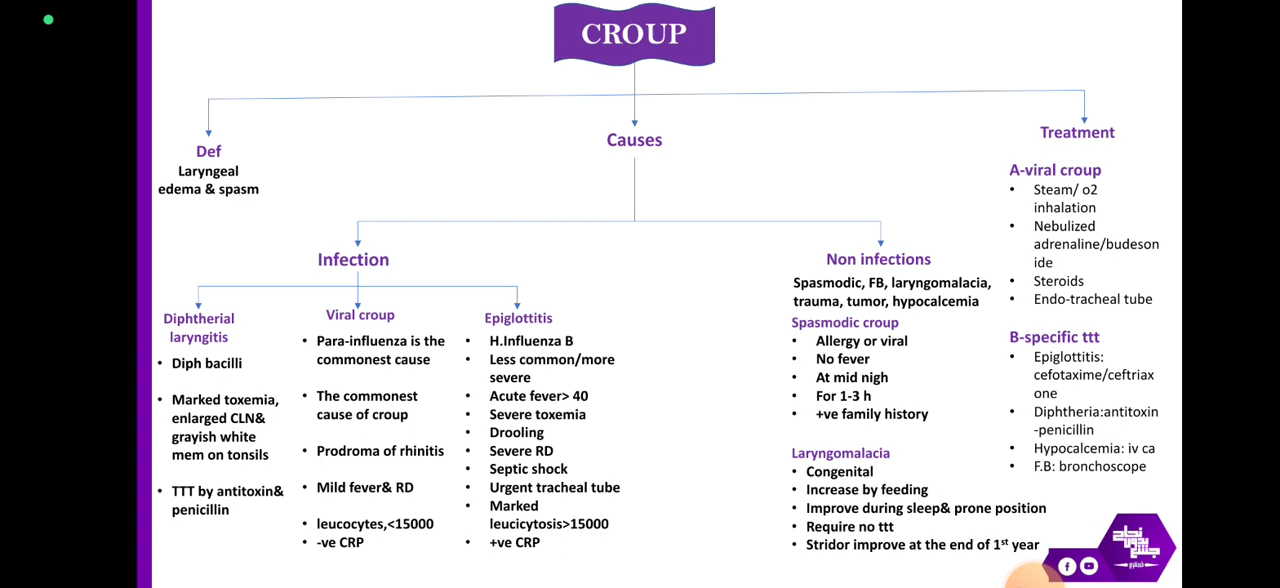 CROUP
Def
Laryngeal
edema & spasm
Causes
Infection
Diphtherial
laryngitis
• Diph bacilli
• Marked toxemia,
enlarged CLN&
grayish white
mem on tonsils
• TTT by antitoxin&
penicillin
Viral croup
• Para-influenza is the
commonest cause
• The commonest
cause of croup
• Prodroma of rhinitis
• Mild fever& RD
• leucocytes,<15000
• -ve CRP
Epiglottitis
• H.Influenza B
• Less common/more
severe
• Acute fever> 40
• Severe toxemia
• Drooling
• Severe RD
• Septic shock
• Urgent tracheal tube
• Marked
leucicytosis>15000
• +ve CRP
Non infections
Spasmodic, FB, laryngomalacia,
trauma, tumor, hypocalcemia
Spasmodic croup
• Allergy or viral
• No fever
• At mid nigh
• For 1-3 h
• +ve family history
Laryngomalacia
• Congenital
• Increase by feeding
• Improve during sleep& prone position
• Require no ttt
• Stridor improve at the end of 1st year
Treatment
A-viral croup
• Steam/ o2
inhalation
• Nebulized
adrenaline/budeson
ide
• Steroids
• Endo-tracheal tube
B-specific ttt
• Epiglottitis:
cefotaxime/ceftriax
one
• Diphtheria:antitoxin
-penicillin
• Hypocalcemia: iv ca
• F.B: bronchoscope